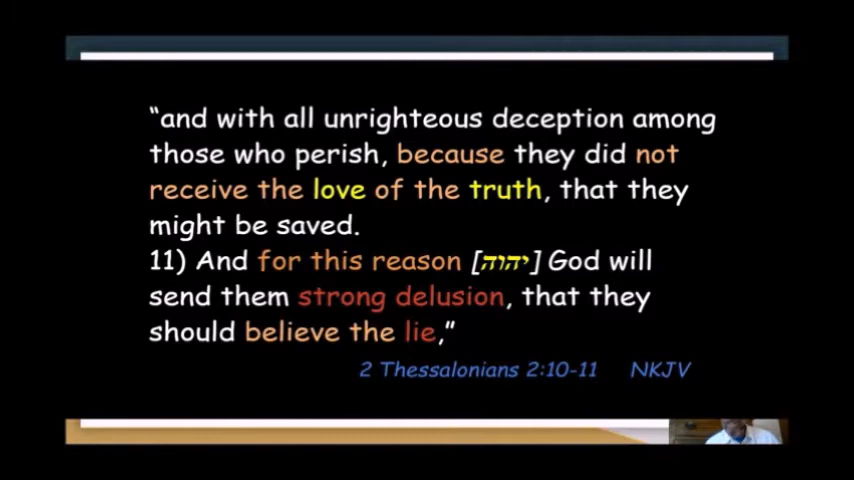 “and with all unrighteous deception among
those who perish, because they did not
receive the love of the truth, that they
might be saved.
11) And for this reason [יהוה] God will
send them strong delusion, that they
should believe the lie,”
2 Thessalonians 2:10-11 NKJV